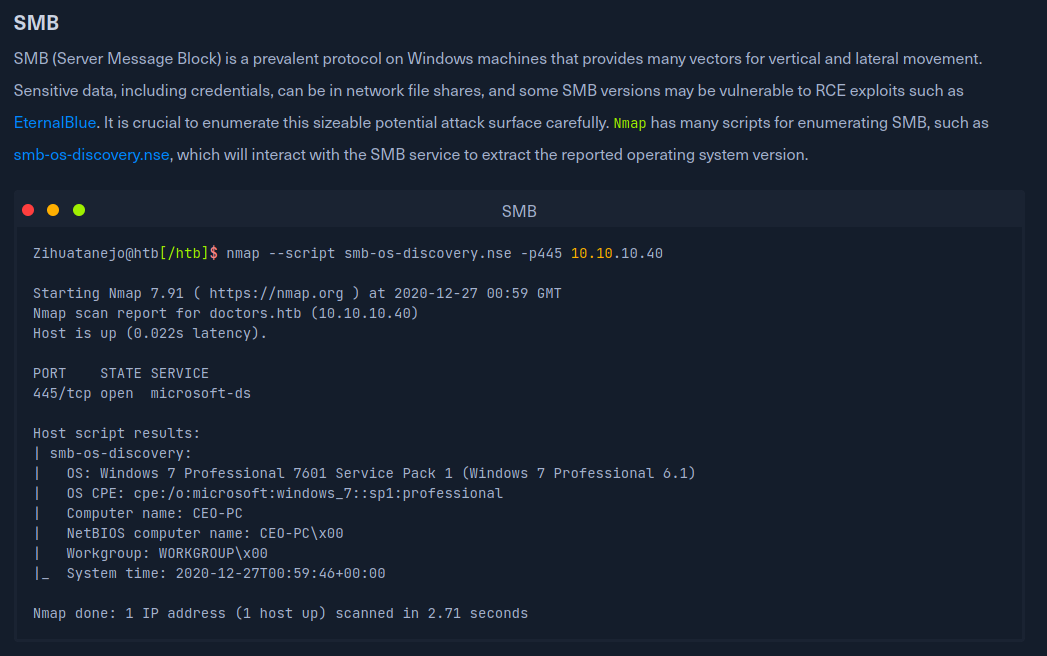 SMB
SMB (Server Message Block) is a prevalent protocol on Windows machines that provides many vectors for vertical and lateral movement.
Sensitive data, including credentials, can be in network file shares, and some SMB versions may be vulnerable to RCE exploits such as
EternalBlue. It is crucial to enumerate this sizeable potential attack surface carefully. Nmap has many scripts for enumerating SMB, such as
smb-os-discovery.nse, which will interact with the SMB service to extract the reported operating system version.
SMB
Zihuatanejo@htb[/htb]$ nmap --script smb-os-discovery.nse -p445 10.10.10.40
Starting Nmap 7.91 ( https://nmap.org ) at 2020-12-27 00:59 GMT
Nmap scan report for doctors.htb (10.10.10.40)
Host is up (0.022s latency).
PORT    STATE SERVICE
445/tcp open  microsoft-ds
Host script results:
| smb-os-discovery:
|   OS: Windows 7 Professional 7601 Service Pack 1 (Windows 7 Professional 6.1)
|   OS CPE: cpe:/o:microsoft:windows_7::sp1:professional
|   Computer name: CEO-PC
|   NetBIOS computer name: CEO-PC\x00
|   Workgroup: WORKGROUP\x00
|_  System time: 2020-12-27T00:59:46+00:00
Nmap done: 1 IP address (1 host up) scanned in 2.71 seconds